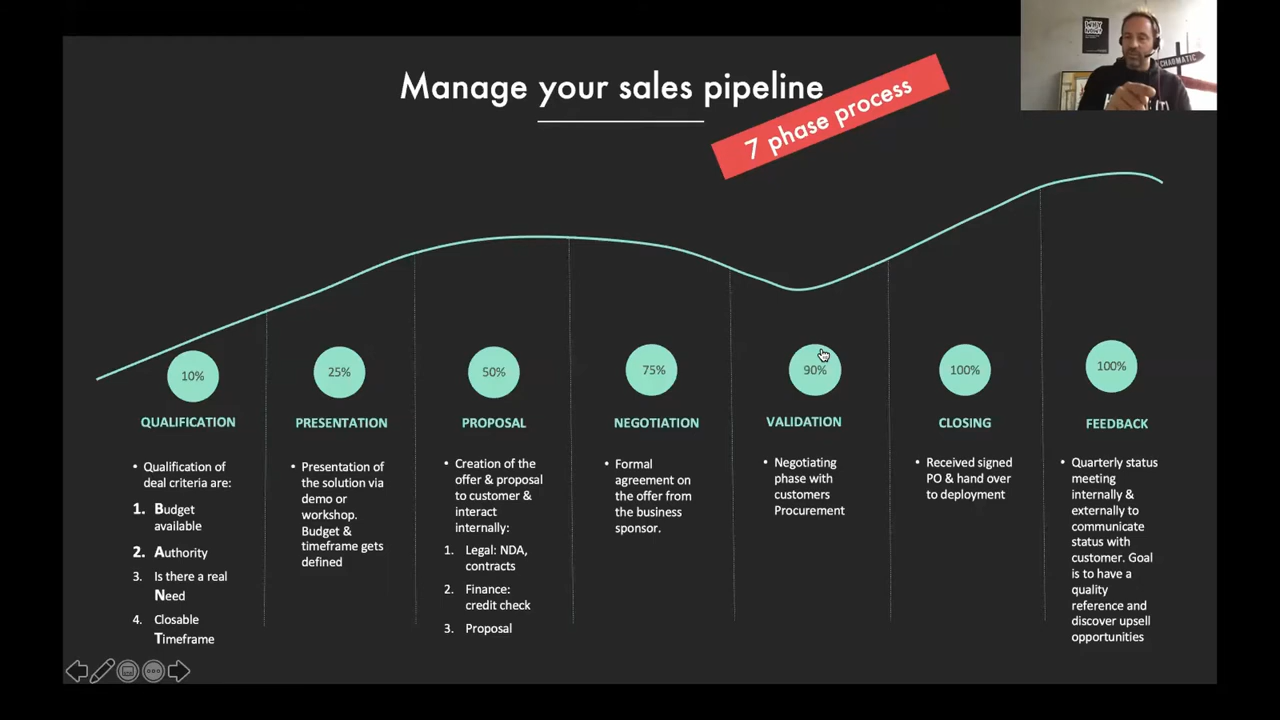 Manage your sales pipeline
7 phase process
WHY
NOW?
CHAOMATIC
10%
QUALIFICATION
• Qualification of
deal criteria are:
1. Budget
available
2. Authority
3. Is there a real
Need
4. Closable
Timeframe
25%
PRESENTATION
• Presentation of
the solution via
demo or
workshop.
Budget &
timeframe gets
defined
50%
PROPOSAL
• Creation of the
offer & proposal
to customer &
interact
internally:
1. Legal: NDA,
contracts
2. Finance:
credit check
3. Proposal
75%
NEGOTIATION
• Formal
agreement on
the offer from
the business
sponsor.
90%
VALIDATION
• Negotiating
phase with
customers
Procurement
100%
CLOSING
• Received signed
PO & hand over
to deployment
100%
FEEDBACK
• Quarterly status
meeting
internally &
externally to
communicate
status with
customer. Goal
is to have a
quality
reference and
discover upsell
opportunities